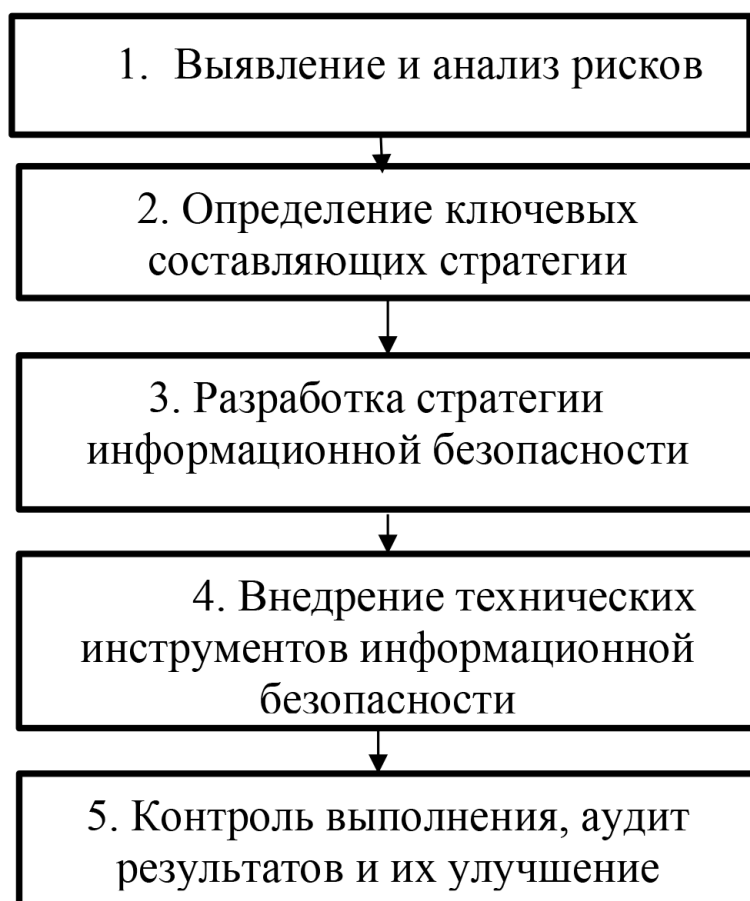 1. Выявление и анализ рисков
2. Определение ключевых
составляющих стратегии
3. Разработка стратегии
информационной безопасности
4. Внедрение технических
инструментов информационной
безопасности
5. Контроль выполнения, аудит
результатов и их улучшение